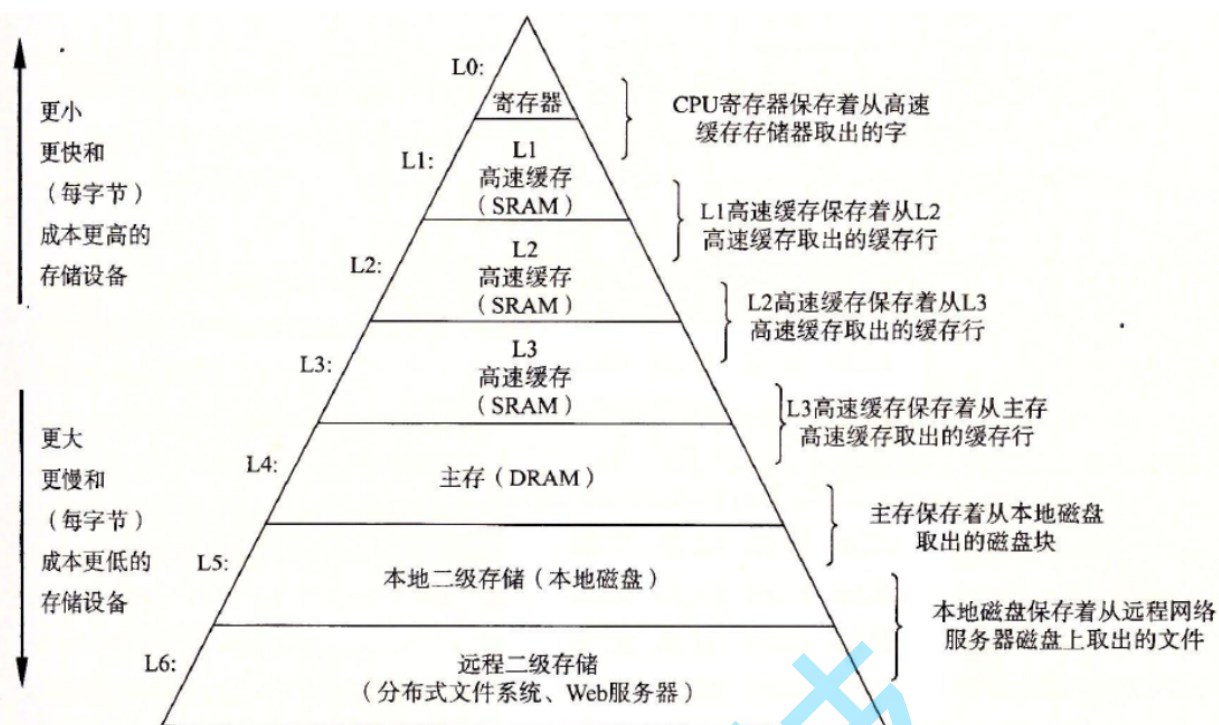 更小
更快和
（每字节）
成本更高的
存储设备
更大
更慢和
（每字节）
成本更低的
存储设备
L0:
寄存器
CPU寄存器保存着从高速
缓存存储器取出的字
L1:
L1
高速缓存
（SRAM）
L1高速缓存保存着从L2
高速缓存取出的缓存行
L2:
L2
高速缓存
（SRAM）
L2高速缓存保存着从L3
高速缓存取出的缓存行
L3:
L3
高速缓存
（SRAM）
L3高速缓存保存着从主存
高速缓存取出的缓存行
L4:
主存（DRAM）
主存保存着从本地磁盘
取出的磁盘块
L5:
本地二级存储（本地磁盘）
本地磁盘保存着从远程网络
服务器磁盘上取出的文件
L6:
远程二级存储
（分布式文件系统、Web服务器）